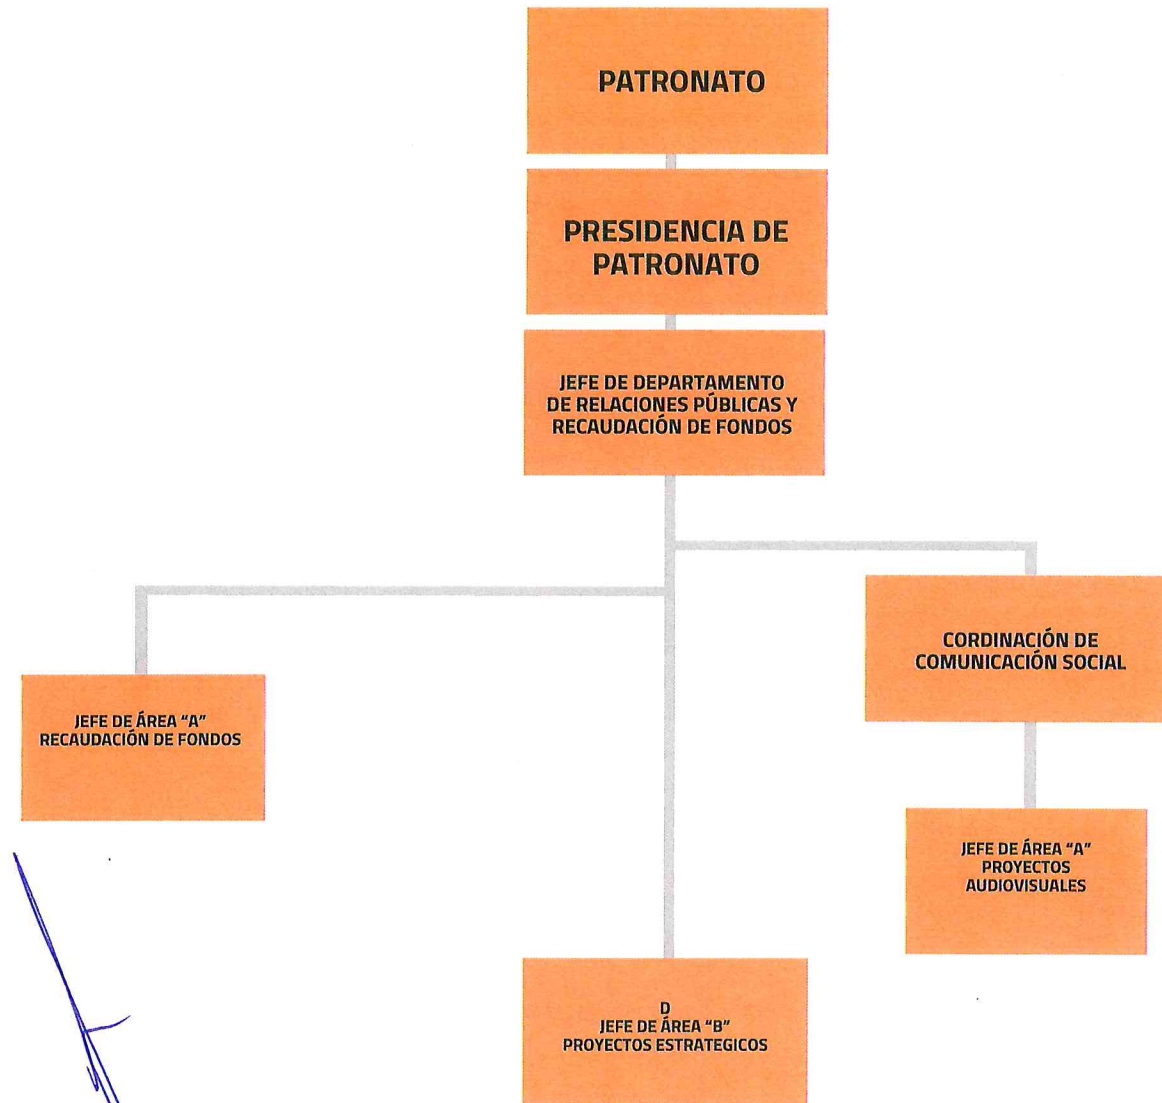 PATRONATO
PRESIDENCIA DE
PATRONATO
JEFE DE DEPARTAMENTO
DE RELACIONES PÚBLICAS Y
RECAUDACIÓN DE FONDOS
CORDINACIÓN DE
COMUNICACIÓN SOCIAL
JEFE DE ÁREA “A”
RECAUDACIÓN DE FONDOS
JEFE DE ÁREA “A”
PROYECTOS
AUDIOVISUALES
D
JEFE DE ÁREA “B”
PROYECTOS ESTRATEGICOS